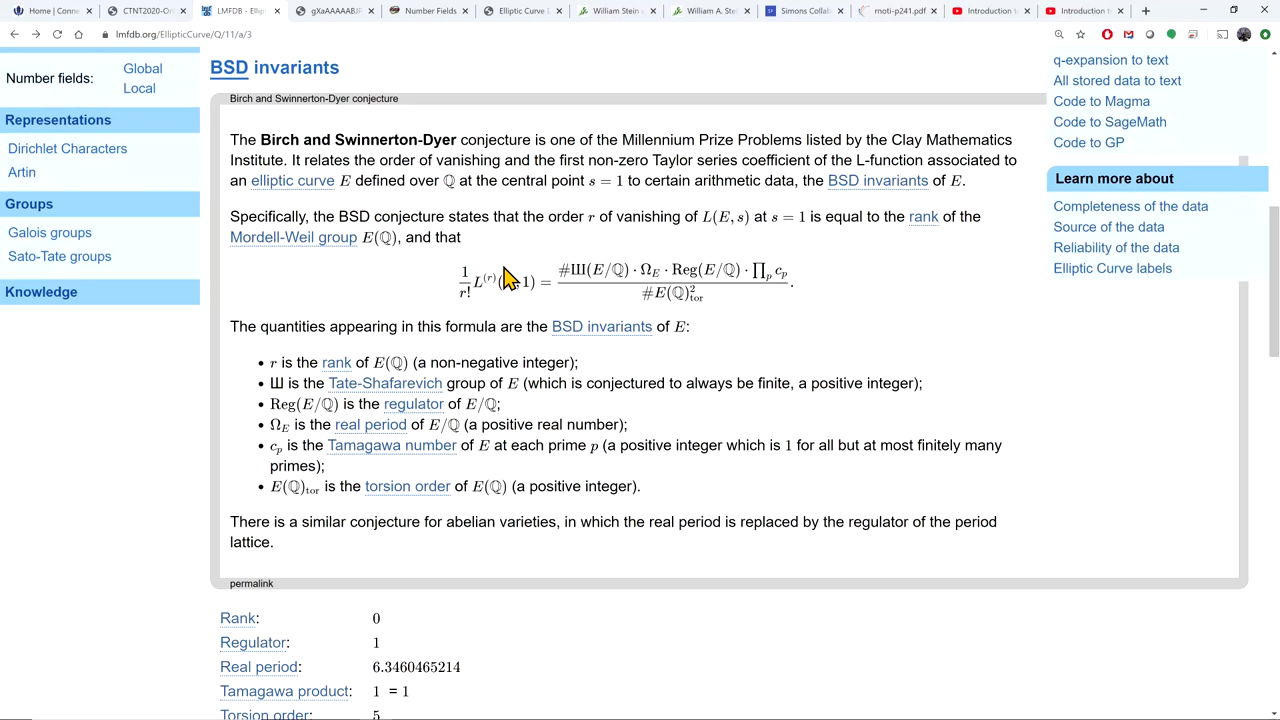 Home | Connec
CTNT2020-Om
LMFDB - Elliptic
gXaAAAAABJR
Number Fields
Elliptic Curve E
William Stein a
William A. Stei
Simons Collab
rnoti-p241.pdf
Introduction to
Introduction to
lmfdb.org/EllipticCurve/Q/11/a/3
Number fields:
Global
Local
Representations
Dirichlet Characters
Artin
Groups
Galois groups
Sato-Tate groups
Knowledge
BSD invariants
Birch and Swinnerton-Dyer conjecture
The Birch and Swinnerton-Dyer conjecture is one of the Millennium Prize Problems listed by the Clay Mathematics
Institute. It relates the order of vanishing and the first non-zero Taylor series coefficient of the L-function associated to
an elliptic curve E defined over ℚ at the central point s = 1 to certain arithmetic data, the BSD invariants of E.
Specifically, the BSD conjecture states that the order r of vanishing of L(E, s) at s = 1 is equal to the rank of the
Mordell-Weil group E(ℚ), and that
1/r! L^(r)( , 1) = #Ш(E/ℚ) · Ω_E · Reg(E/ℚ) · ∏_p c_p / #E(ℚ)²_tor .
The quantities appearing in this formula are the BSD invariants of E:
• r is the rank of E(ℚ) (a non-negative integer);
• Ш is the Tate-Shafarevich group of E (which is conjectured to always be finite, a positive integer);
• Reg(E/ℚ) is the regulator of E/ℚ;
• Ω_E is the real period of E/ℚ (a positive real number);
• c_p is the Tamagawa number of E at each prime p (a positive integer which is 1 for all but at most finitely many
primes);
• E(ℚ)_tor is the torsion order of E(ℚ) (a positive integer).
There is a similar conjecture for abelian varieties, in which the real period is replaced by the regulator of the period
lattice.
permalink
Rank: 0
Regulator: 1
Real period: 6.3460465214
Tamagawa product: 1 = 1
Torsion order: 5
q-expansion to text
All stored data to text
Code to Magma
Code to SageMath
Code to GP
Learn more about
Completeness of the data
Source of the data
Reliability of the data
Elliptic Curve labels